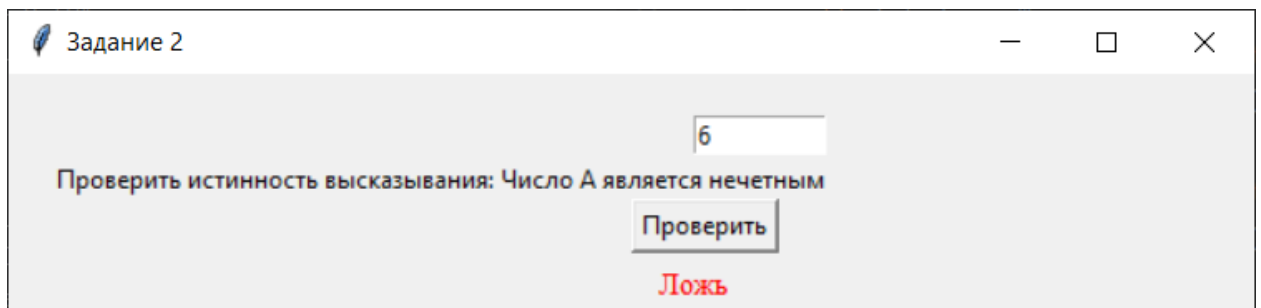 Задание 2
6
Проверить истинность высказывания: Число А является нечетным
Проверить
Ложь